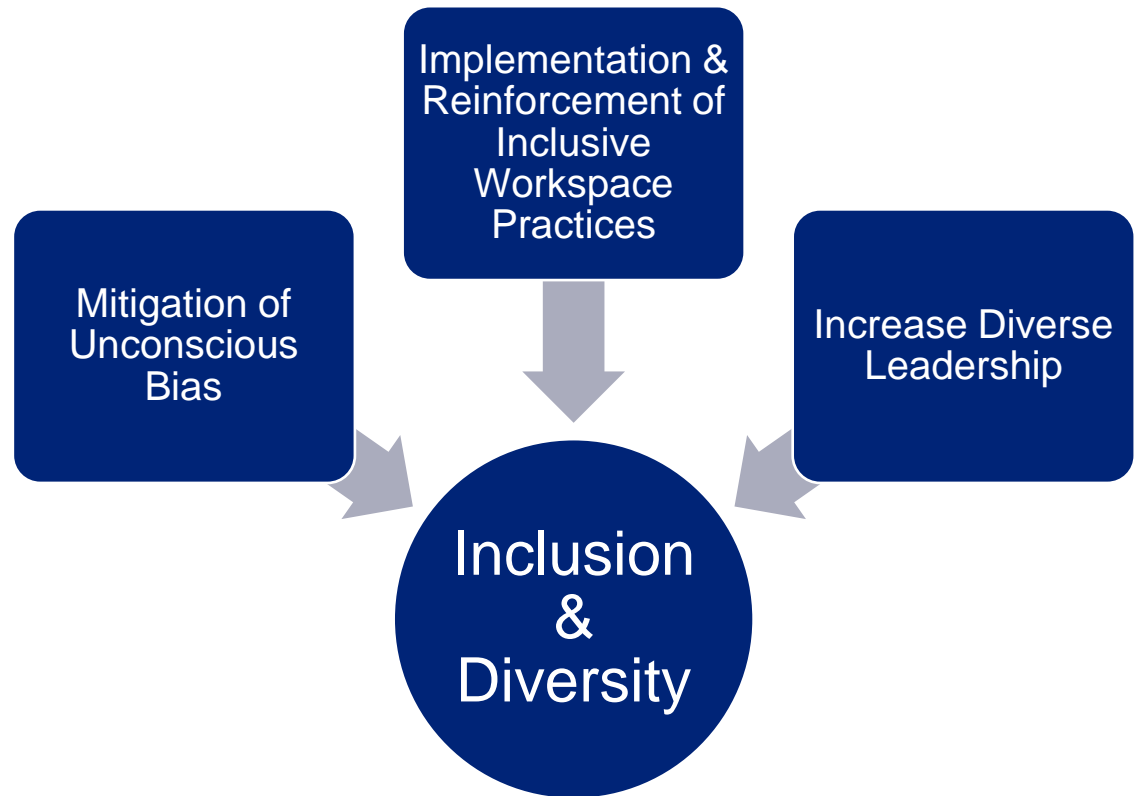 Mitigation of
Unconscious
Bias
Implementation &
Reinforcement of
Inclusive
Workspace
Practices
Increase Diverse
Leadership
Inclusion
&
Diversity